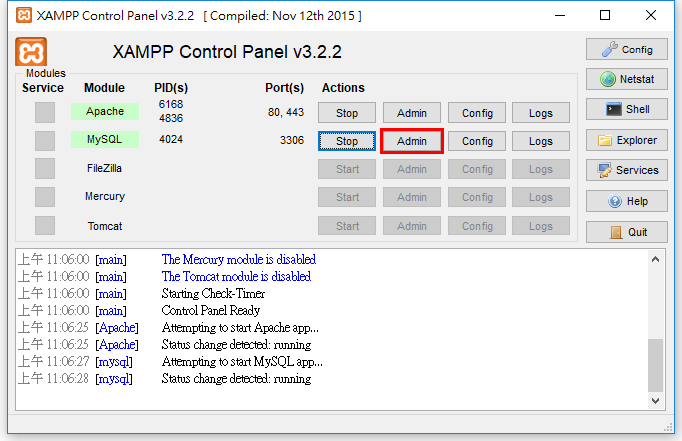 XAMPP Control Panel v3.2.2 [ Compiled: Nov 12th 2015 ]
XAMPP Control Panel v3.2.2
Config
Modules
Service Module PID(s) Port(s) Actions
Netstat
Apache 6168 4836 80, 443 Stop Admin Config Logs
Shell
MySQL 4024 3306 Stop Admin Config Logs
Explorer
FileZilla Start Admin Config Logs
Services
Mercury Start Admin Config Logs
Help
Tomcat Start Admin Config Logs
Quit
上午 11:06:00 [main] The Mercury module is disabled
上午 11:06:00 [main] The Tomcat module is disabled
上午 11:06:00 [main] Starting Check-Timer
上午 11:06:00 [main] Control Panel Ready
上午 11:06:25 [Apache] Attempting to start Apache app...
上午 11:06:25 [Apache] Status change detected: running
上午 11:06:27 [mysql] Attempting to start MySQL app...
上午 11:06:28 [mysql] Status change detected: running